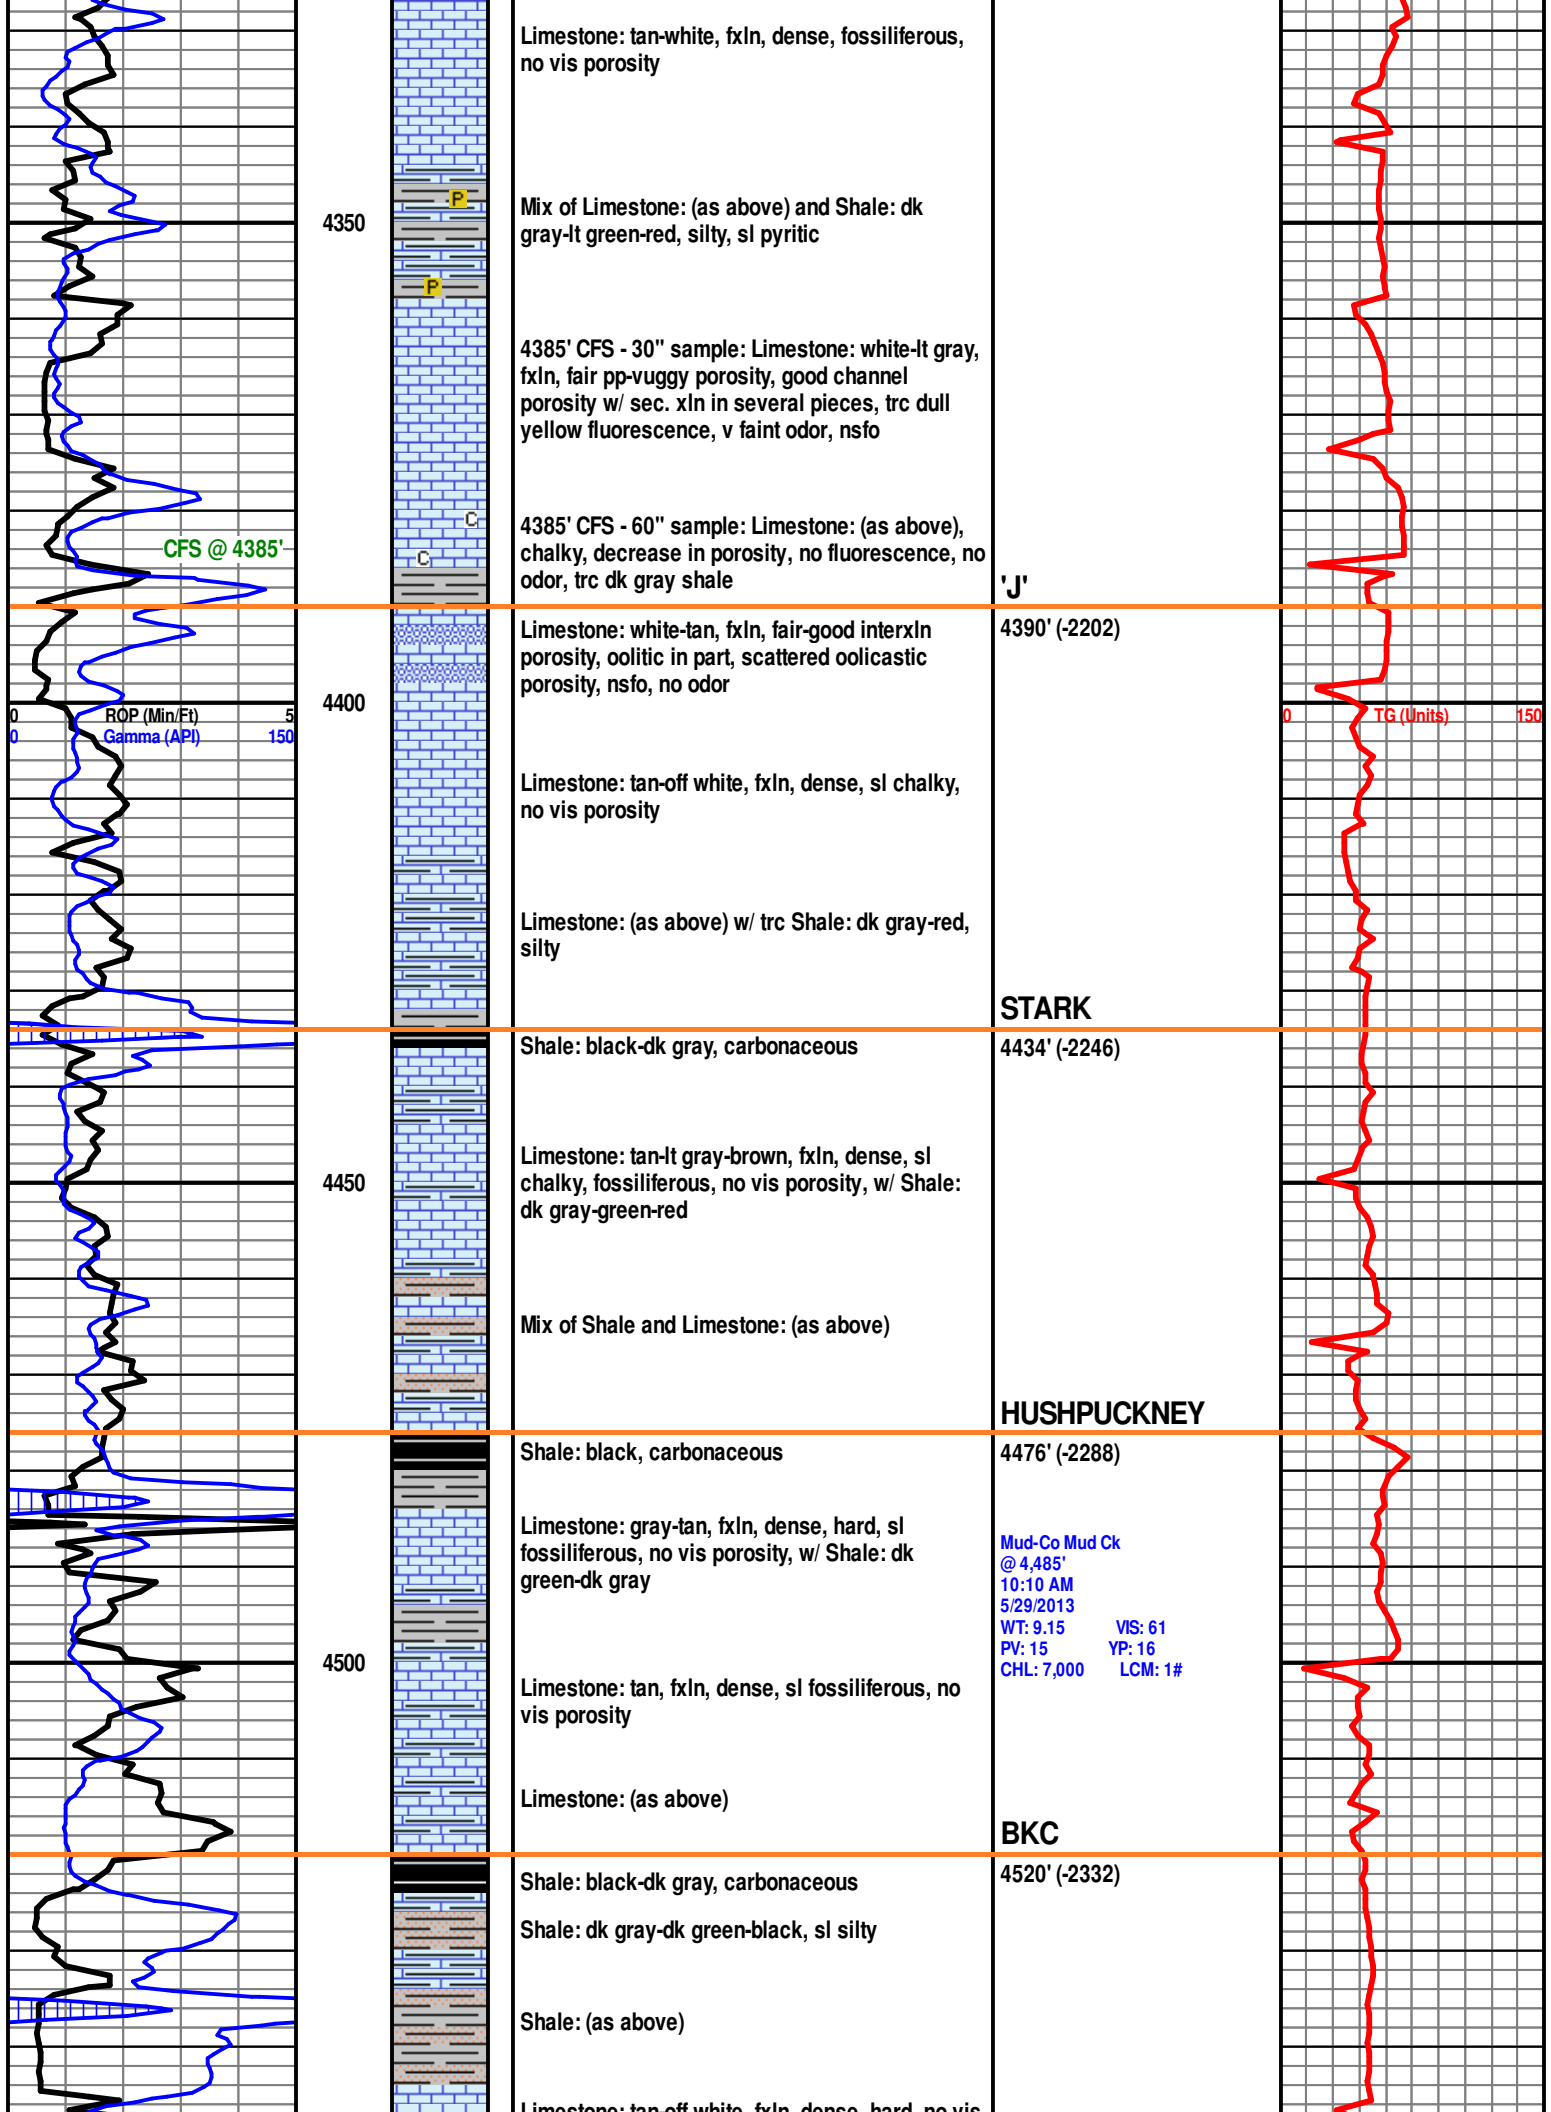 Limestone: tan-white, fxln, dense, fossiliferous,
no vis porosity
P
4350
Mix of Limestone: (as above) and Shale: dk
gray-lt green-red, silty, sl pyritic
P
4385' CFS - 30" sample: Limestone: white-lt gray,
fxln, fair pp-vuggy porosity, good channel
porosity w/ sec. xln in several pieces, trc dull
yellow fluorescence, v faint odor, nsfo
C
4385' CFS - 60" sample: Limestone: (as above),
chalky, decrease in porosity, no fluorescence, no
odor, trc dk gray shale
CFS @ 4385'
C
'J'
4390' (-2202)
Limestone: white-tan, fxln, fair-good interxln
porosity, oolitic in part, scattered oolicastic
porosity, nsfo, no odor
4400
0 ROP (Min/Ft) 5
0 Gamma (API) 150
0 TG (Units) 150
Limestone: tan-off white, fxln, dense, sl chalky,
no vis porosity
Limestone: (as above) w/ trc Shale: dk gray-red,
silty
STARK
4434' (-2246)
Shale: black-dk gray, carbonaceous
4450
Limestone: tan-lt gray-brown, fxln, dense, sl
chalky, fossiliferous, no vis porosity, w/ Shale:
dk gray-green-red
Mix of Shale and Limestone: (as above)
HUSHPUCKNEY
4476' (-2288)
Shale: black, carbonaceous
Limestone: gray-tan, fxln, dense, hard, sl
fossiliferous, no vis porosity, w/ Shale: dk
green-dk gray
Mud-Co Mud Ck
@ 4,485'
10:10 AM
5/29/2013
WT: 9.15 VIS: 61
PV: 15 YP: 16
CHL: 7,000 LCM: 1#
4500
Limestone: tan, fxln, dense, sl fossiliferous, no
vis porosity
Limestone: (as above)
BKC
4520' (-2332)
Shale: black-dk gray, carbonaceous
Shale: dk gray-dk green-black, sl silty
Shale: (as above)
Limestone: tan-off white, fxln, dense, hard, no vis